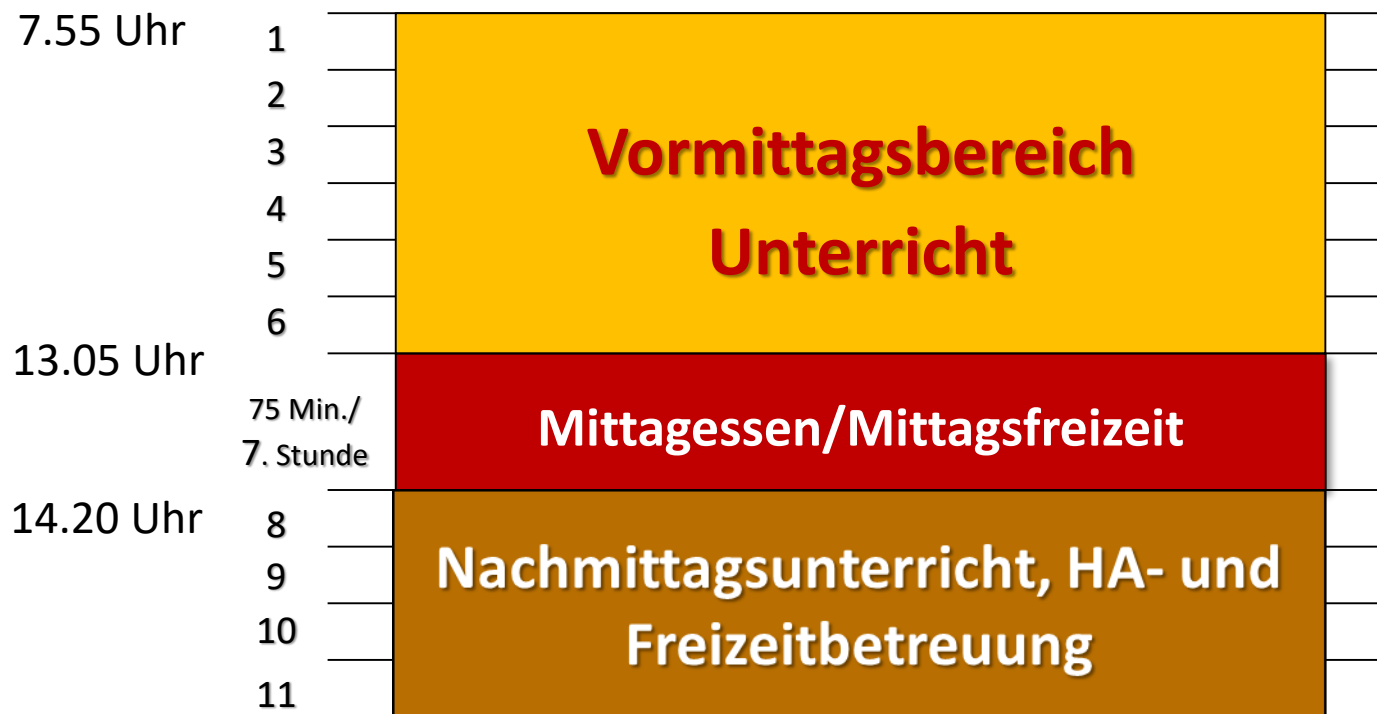 7.55 Uhr
1
2
3
4
5
6
Vormittagsbereich
Unterricht
13.05 Uhr
75 Min./
7. Stunde
Mittagessen/Mittagsfreizeit
14.20 Uhr
8
9
10
11
Nachmittagsunterricht, HA- und
Freizeitbetreuung